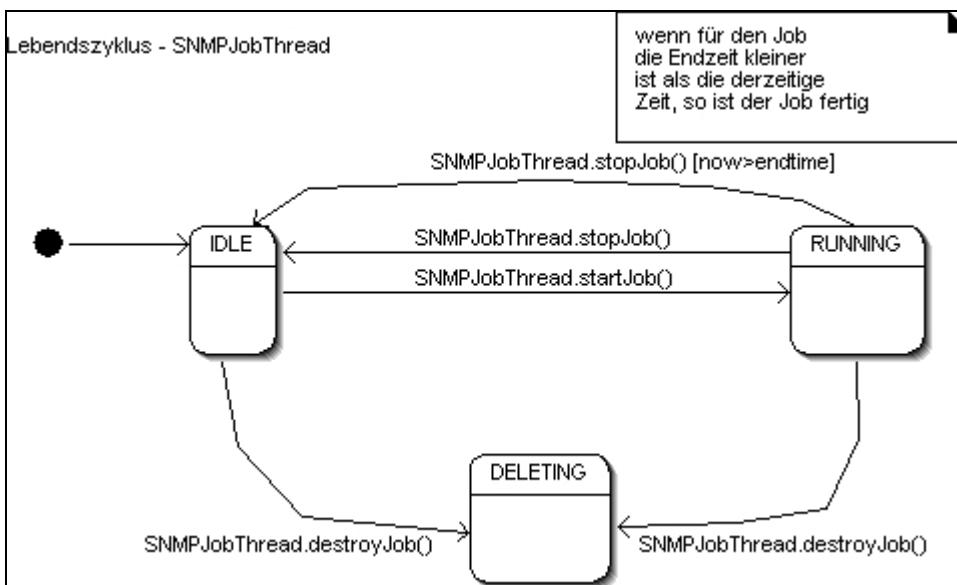 Lebendszyklus - SNMPJobThread
wenn für den Job
die Endzeit kleiner
ist als die derzeitige
Zeit, so ist der Job fertig
SNMPJobThread.stopJob() [now>endtime]
IDLE
SNMPJobThread.stopJob()
RUNNING
SNMPJobThread.startJob()
DELETING
SNMPJobThread.destroyJob()
SNMPJobThread.destroyJob()